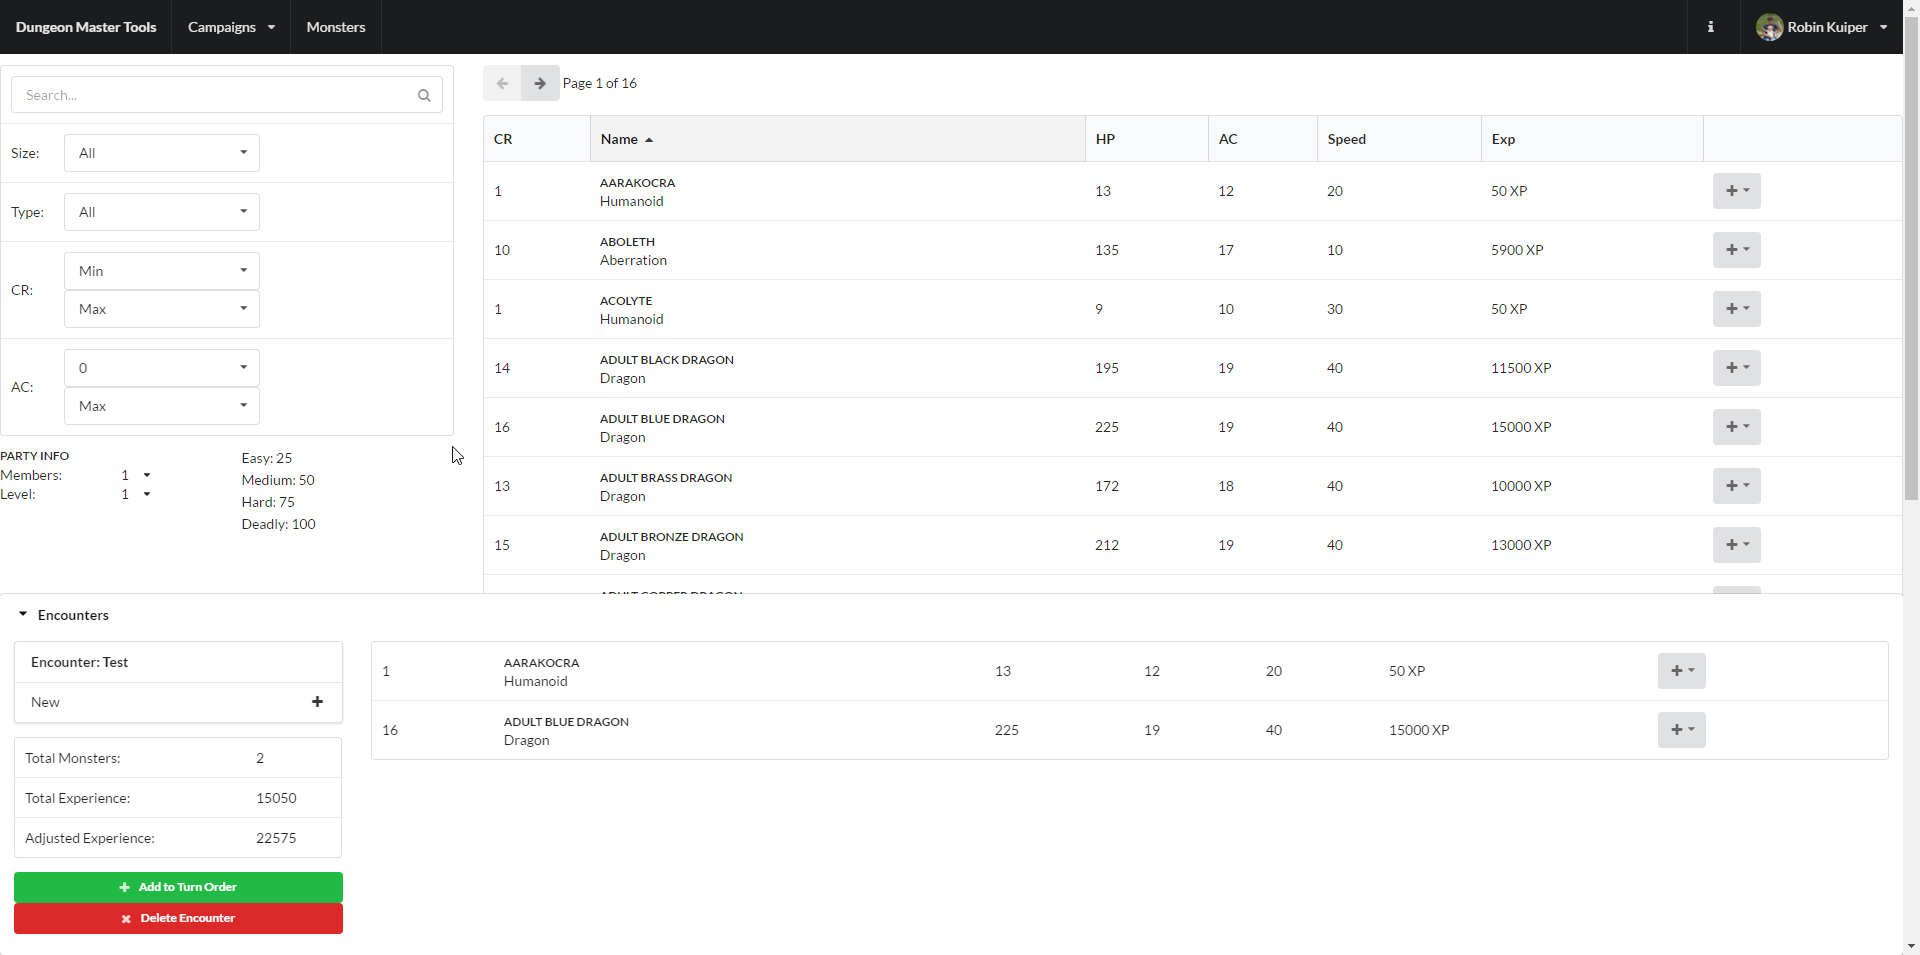 Dungeon Master Tools Campaigns Monsters Robin Kuiper
Search...
Size: All
Type: All
CR: Min
Max
AC: 0
Max
PARTY INFO
Members: 1
Level: 1
Easy: 25
Medium: 50
Hard: 75
Deadly: 100
Page 1 of 16
CR Name HP AC Speed Exp
1 AARAKOCRA 13 12 20 50 XP
Humanoid
10 ABOLETH 135 17 10 5900 XP
Aberration
1 ACOLYTE 9 10 30 50 XP
Humanoid
14 ADULT BLACK DRAGON 195 19 40 11500 XP
Dragon
16 ADULT BLUE DRAGON 225 19 40 15000 XP
Dragon
13 ADULT BRASS DRAGON 172 18 40 10000 XP
Dragon
15 ADULT BRONZE DRAGON 212 19 40 13000 XP
Dragon
ADULT COPPER DRAGON
Encounters
Encounter: Test
New
Total Monsters: 2
Total Experience: 15050
Adjusted Experience: 22575
Add to Turn Order
Delete Encounter
1 AARAKOCRA 13 12 20 50 XP
Humanoid
16 ADULT BLUE DRAGON 225 19 40 15000 XP
Dragon